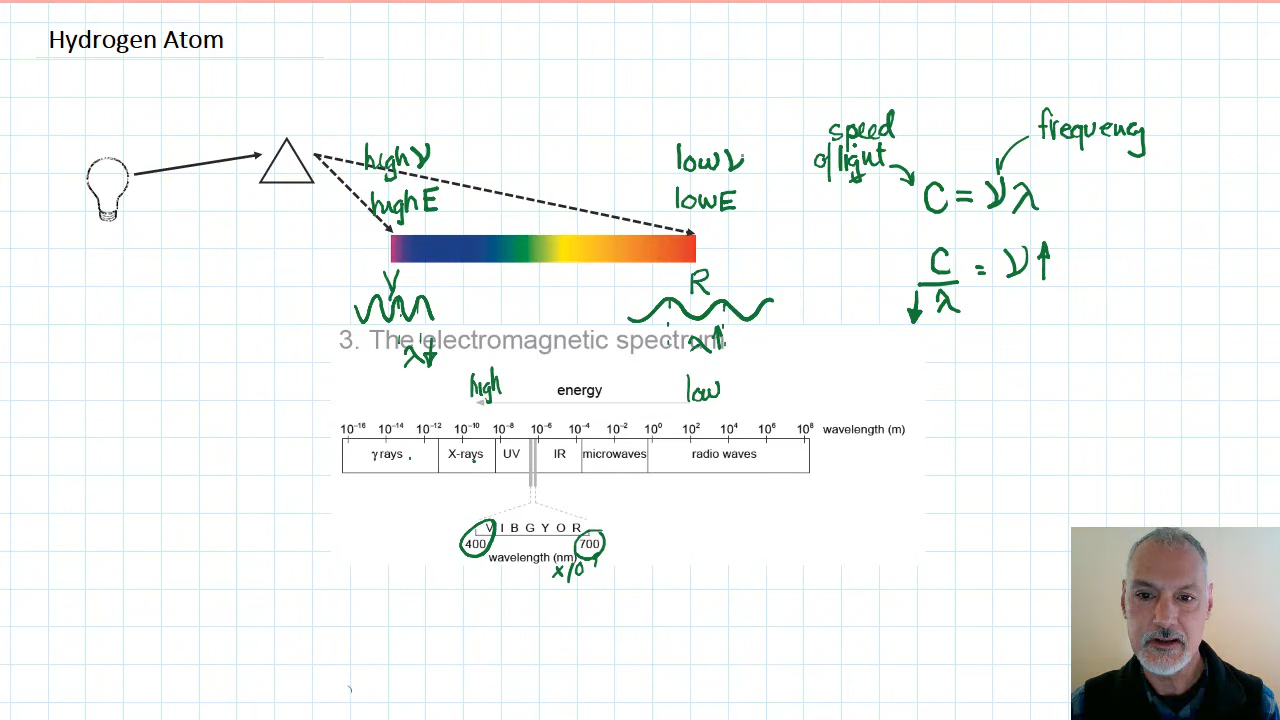 Hydrogen Atom
speed
of light
frequency
high ν
low ν
C = νλ
high E
low E
C/λ = ν↑
↓
V
R
3. The electromagnetic spectrum
λ↓
λ↑
high
energy
low
10⁻¹⁶ 10⁻¹⁴ 10⁻¹² 10⁻¹⁰ 10⁻⁸ 10⁻⁶ 10⁻⁴ 10⁻² 10⁰ 10² 10⁴ 10⁶ 10⁸ wavelength (m)
γ rays X-rays UV IR microwaves radio waves
V I B G Y O R
400 700
wavelength (nm)
x10⁻⁹